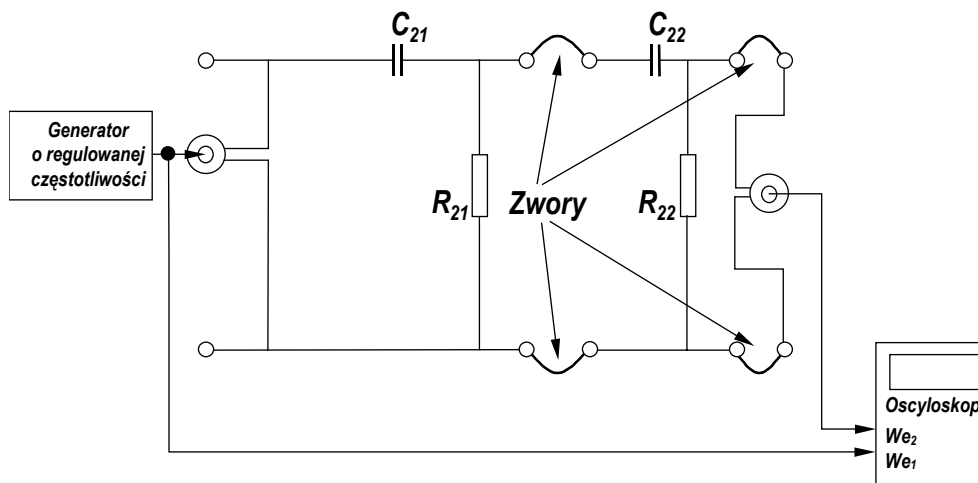 C21
C22
Generator
o regulowanej
częstotliwości
R21
Zwory
R22
Oscyloskop
We2
We1